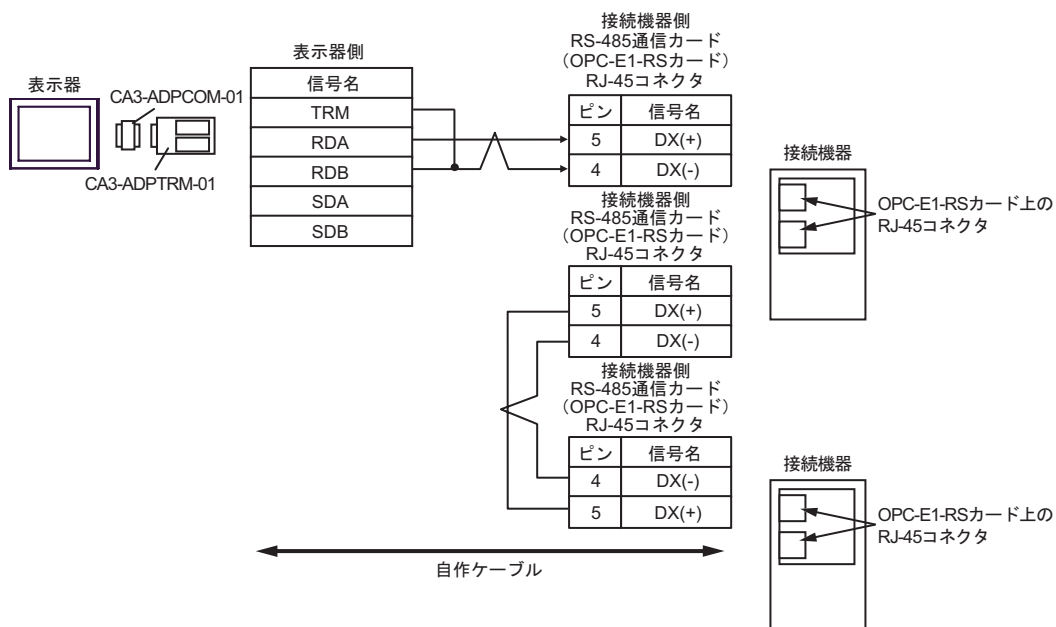 表示器
CA3-ADPCOM-01
CA3-ADPTRM-01
表示器側
信号名
TRM
RDA
RDB
SDA
SDB
接続機器側
RS-485通信カード
(OPC-E1-RSカード)
RJ-45コネクタ
ピン 信号名
5 DX(+)
4 DX(-)
接続機器側
RS-485通信カード
(OPC-E1-RSカード)
RJ-45コネクタ
ピン 信号名
5 DX(+)
4 DX(-)
接続機器側
RS-485通信カード
(OPC-E1-RSカード)
RJ-45コネクタ
ピン 信号名
4 DX(-)
5 DX(+)
自作ケーブル
接続機器
OPC-E1-RSカード上の
RJ-45コネクタ
接続機器
OPC-E1-RSカード上の
RJ-45コネクタ